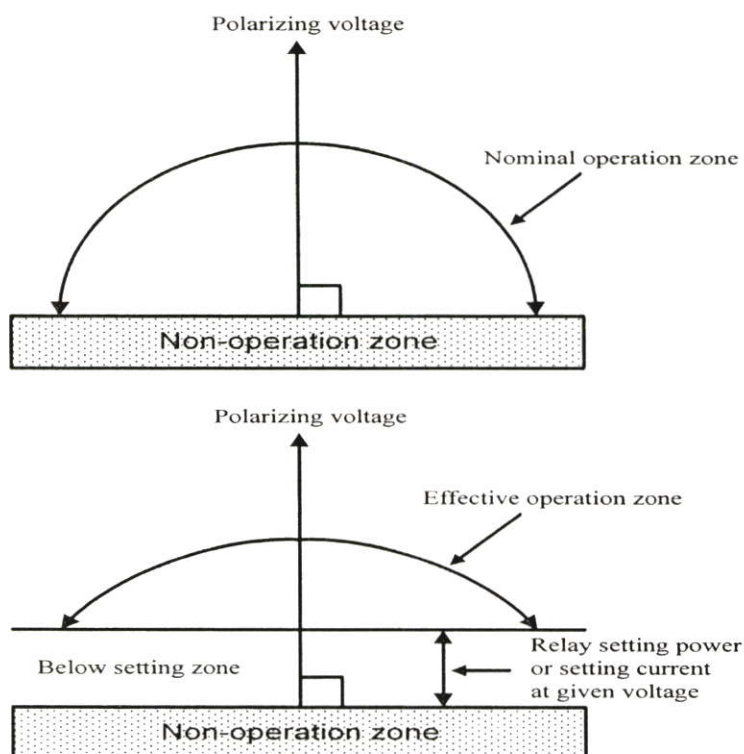 Polarizing voltage
Nominal operation zone
Non-operation zone
Polarizing voltage
Effective operation zone
Below setting zone
Relay setting power
or setting current
at given voltage
Non-operation zone